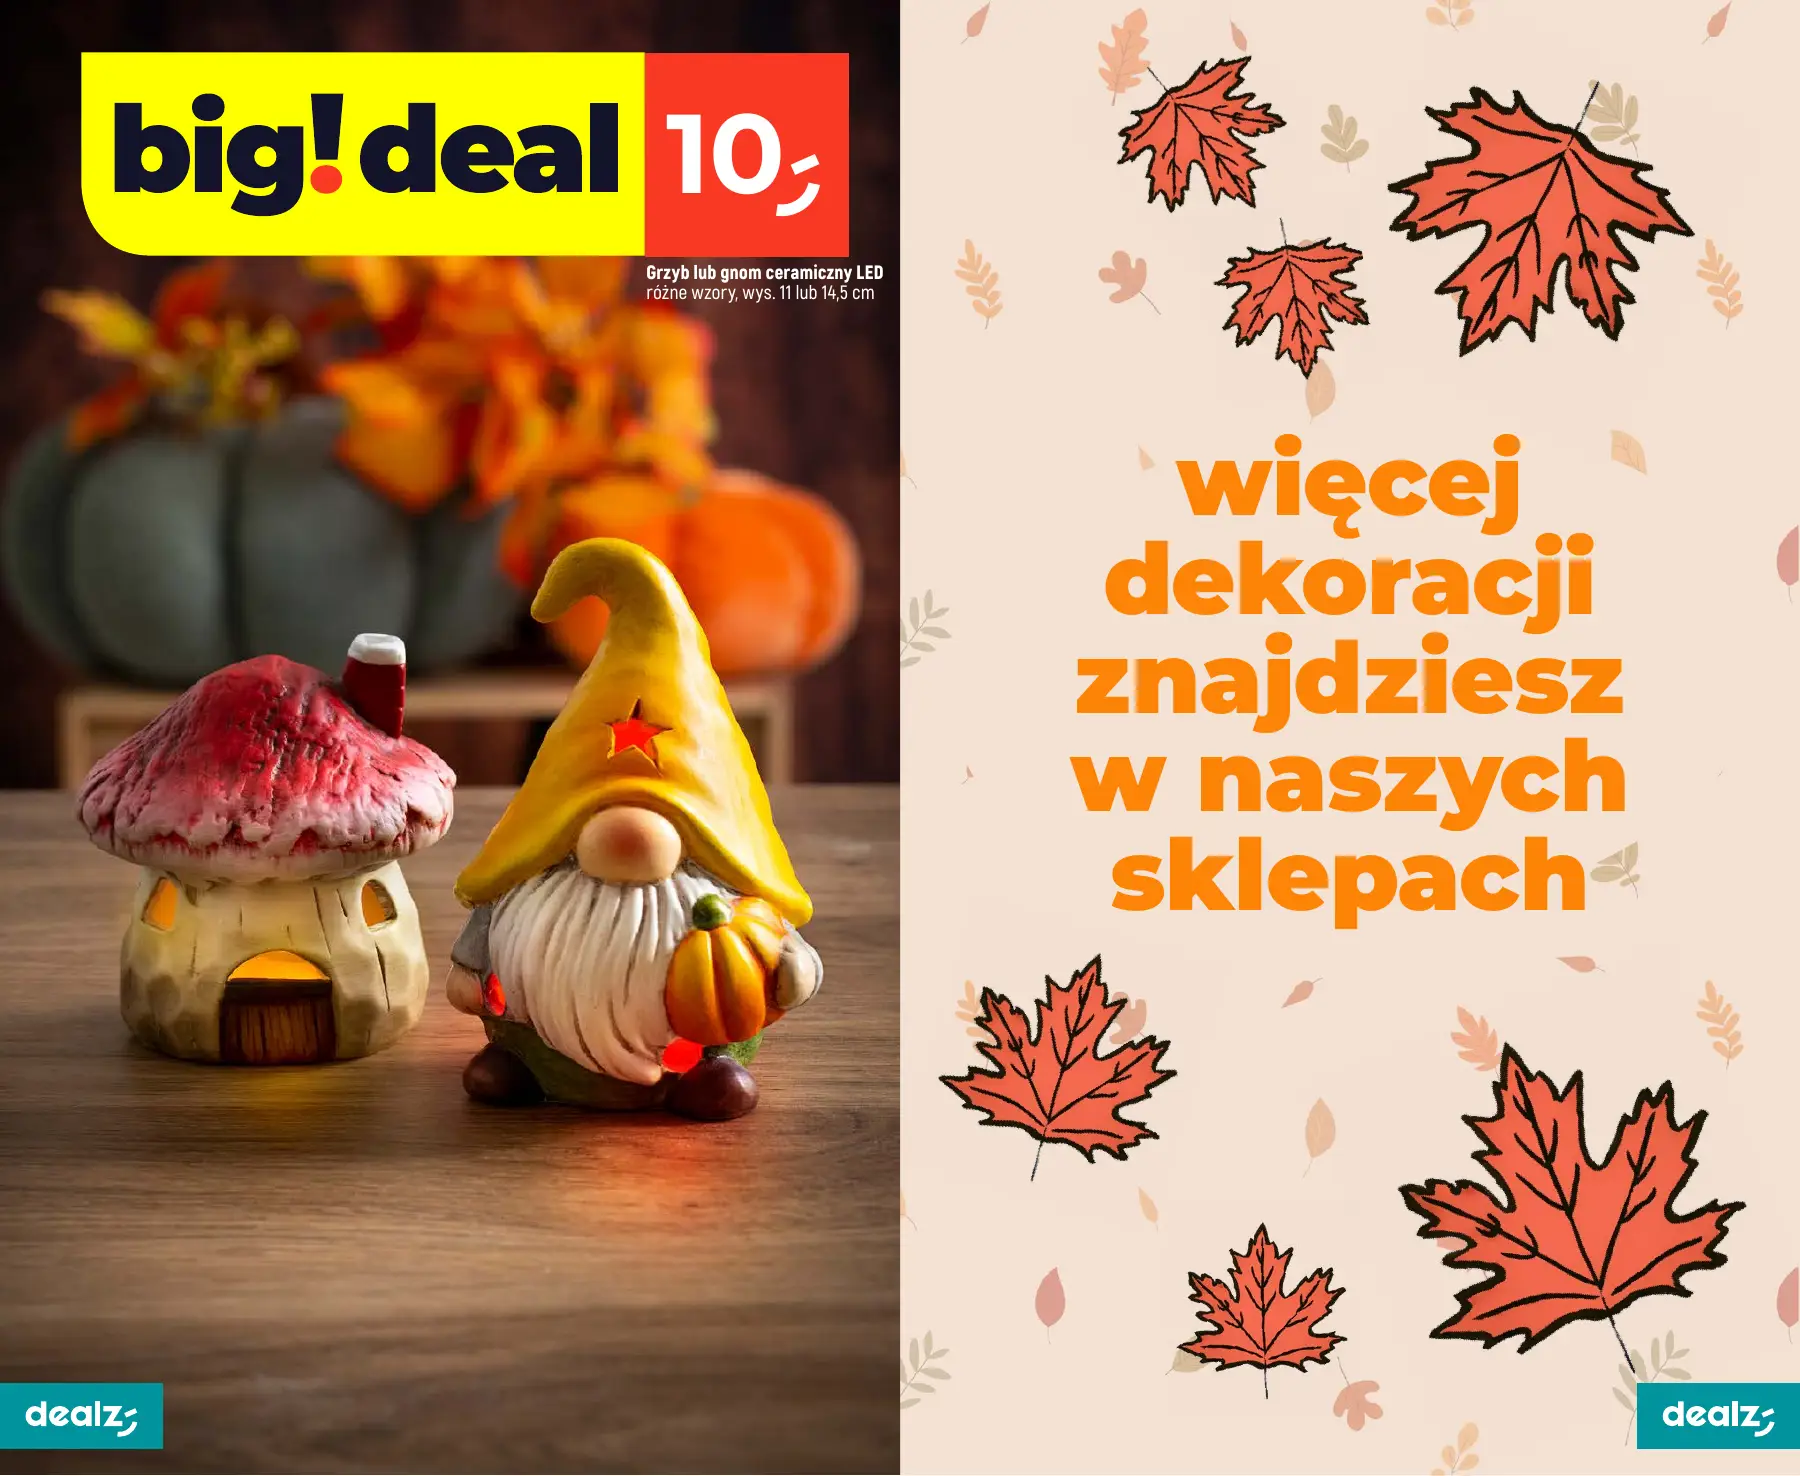 big!deal
10,-
Grzyb lub gnom ceramiczny LED
różne wzory, wys. 11 lub 14,5 cm
dealz
więcej
dekoracji
znajdziesz
w naszych
sklepach
dealz